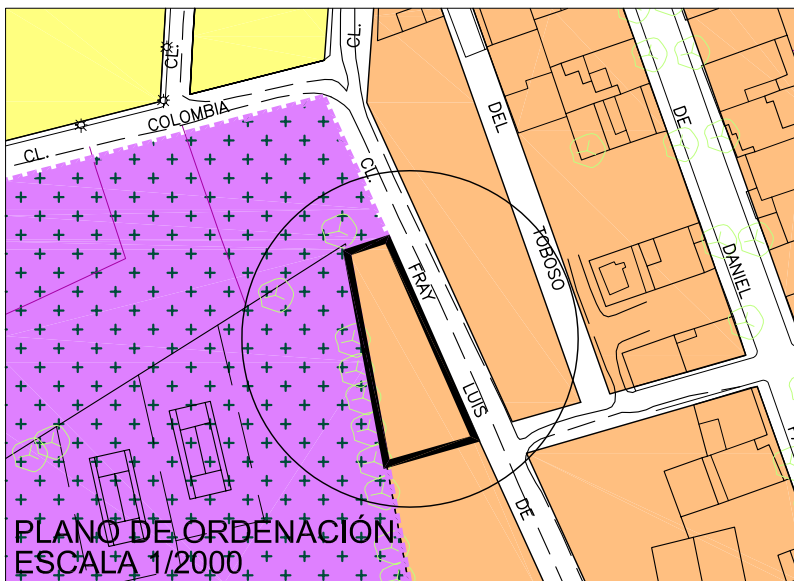 CL.
CL.
CL. COLOMBIA
CL. FRAY LUIS DE
DEL TOBOSO
DE DANIEL
PLANO DE ORDENACIÓN.
ESCALA 1/2000